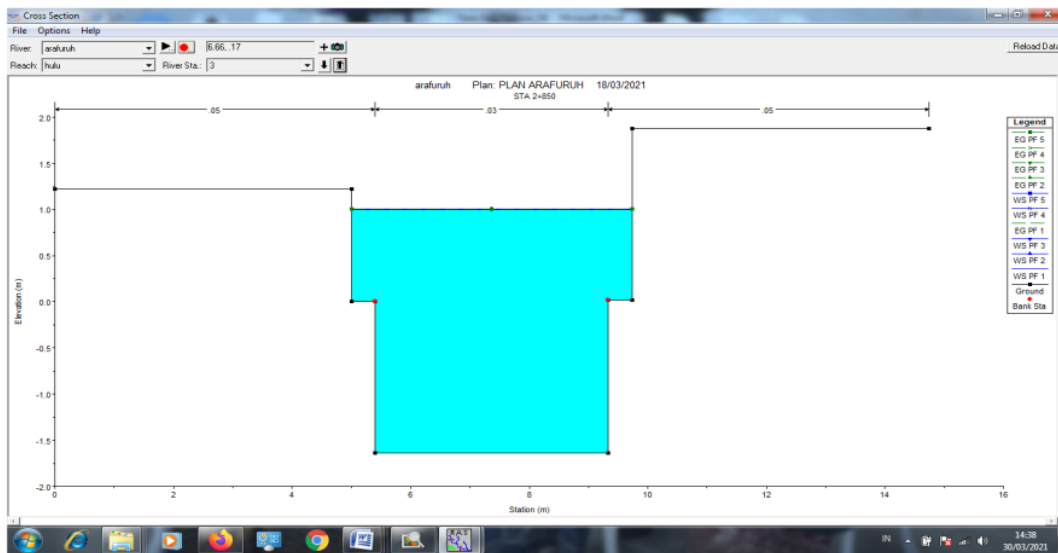 Cross Section
File Options Help
River: arafuruh 6.66, .17 Reload Data
Reach: hulu River Sta.: 3
arafuruh Plan: PLAN ARAFURUH 18/03/2021
STA 2+850
.05 .03 .05
Legend
EG PF 5
EG PF 4
EG PF 3
EG PF 2
WS PF 5
WS PF 4
EG PF 1
WS PF 3
WS PF 2
WS PF 1
Ground
Bank Sta
2.0
1.5
1.0
0.5
0.0
-0.5
-1.0
-1.5
-2.0
Elevation (m)
0 2 4 6 8 10 12 14 16
Station (m)
IN 14:38
30/03/2021